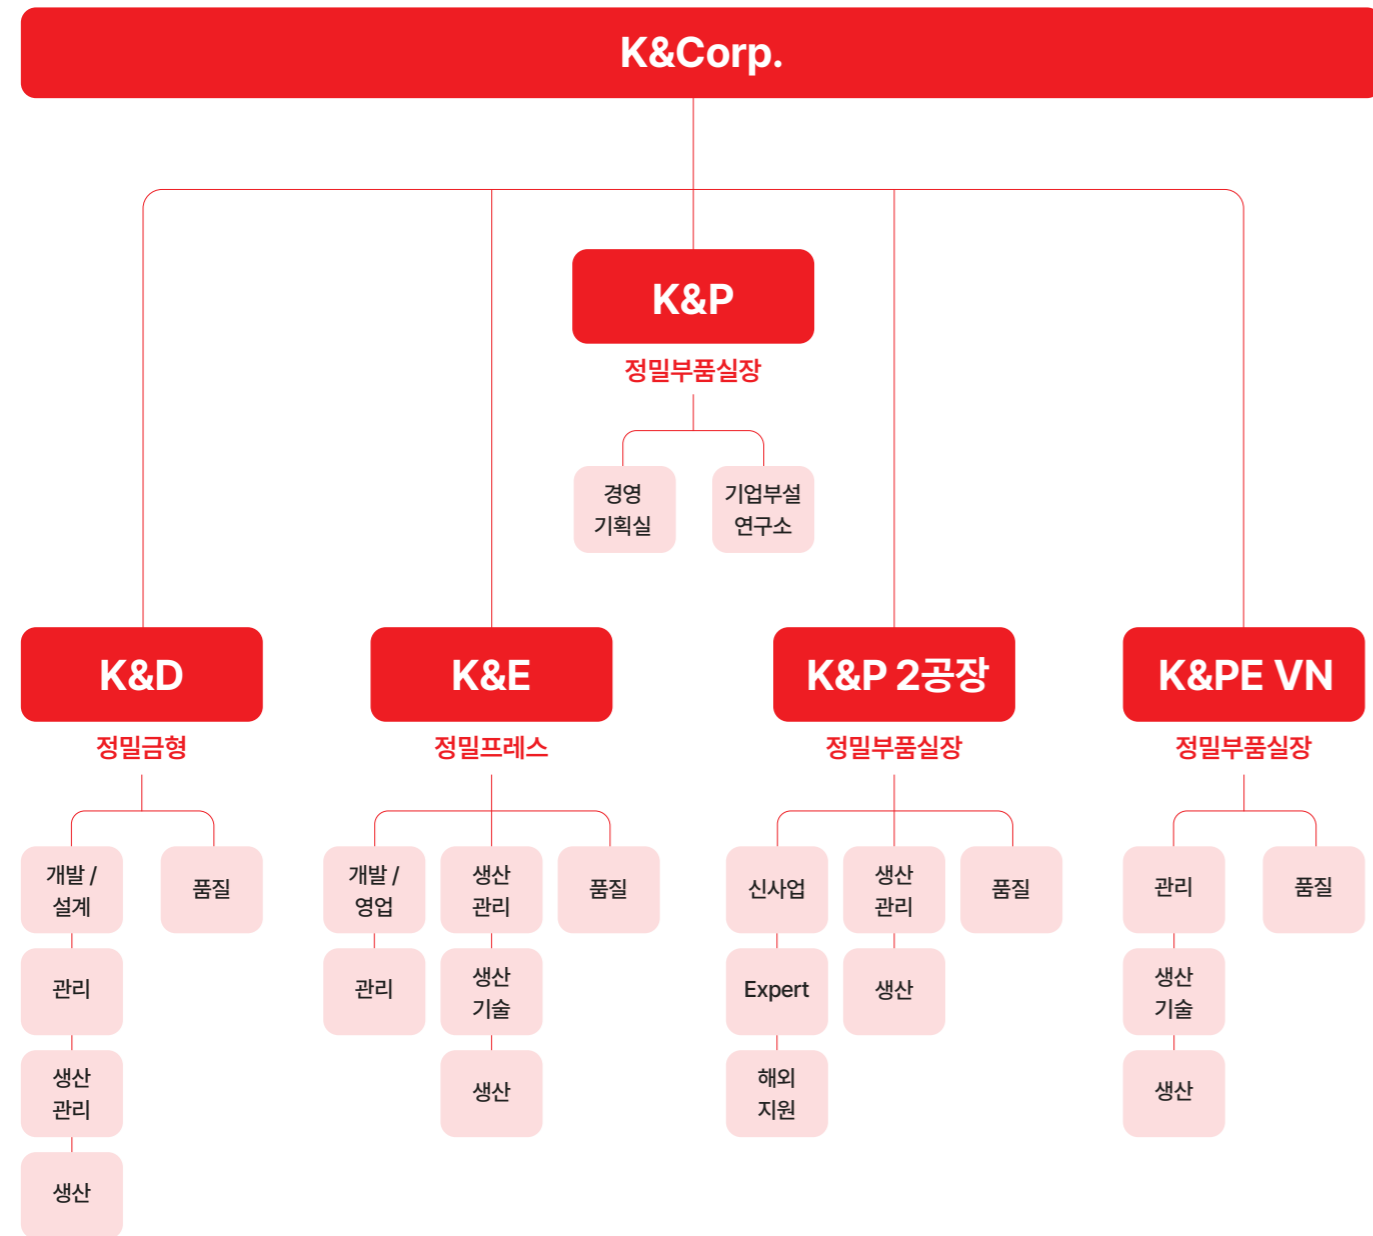 K&Corp.
K&P
정밀부품실장
경영
기획실
기업부설
연구소
K&D
정밀금형
개발 /
설계
관리
생산
관리
생산
품질
K&E
정밀프레스
개발 /
영업
관리
생산
관리
생산
기술
생산
품질
K&P 2공장
정밀부품실장
신사업
Expert
해외
지원
생산
관리
생산
품질
K&PE VN
정밀부품실장
관리
생산
기술
생산
품질